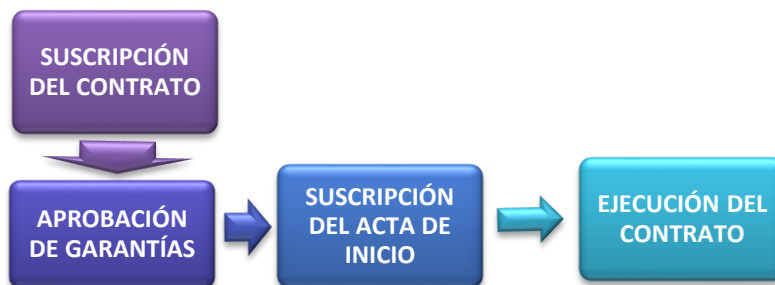 SUSCRIPCIÓN
DEL CONTRATO
APROBACIÓN
DE GARANTÍAS
SUSCRIPCIÓN
DEL ACTA DE
INICIO
EJECUCIÓN DEL
CONTRATO